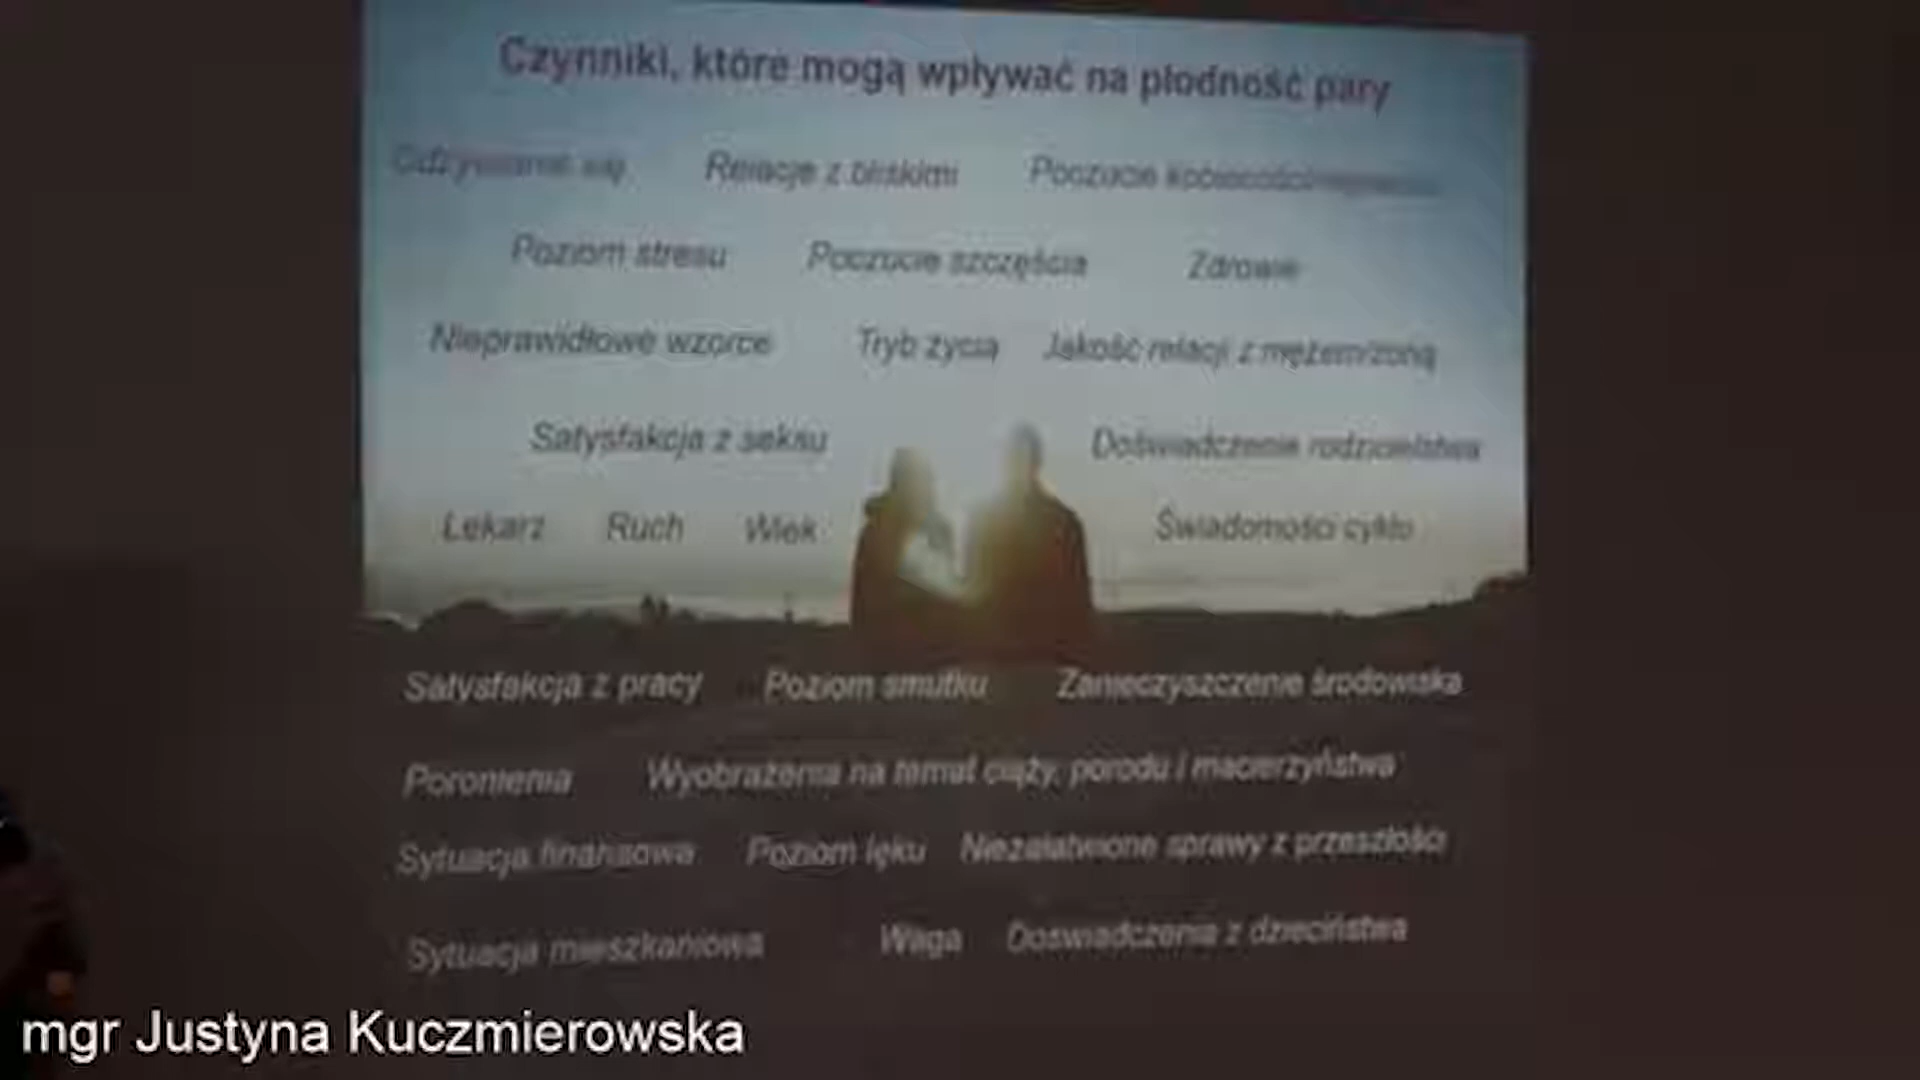 Czynniki, które mogą wpływać na płodność pary
Odżywianie się Relacje z bliskimi Poczucie
Poziom stresu Poczucie szczęścia Zdrowie
Nieprawidłowe wzorce Tryb życia Jakość relacji z mężem/żoną
Satysfakcja z seksu Doświadczenie rodzicielstwa
Lekarz Ruch Wiek Świadomości cyklu
Satysfakcja z pracy Poziom smutku Zanieczyszczenie środowiska
Poronienia Wyobrażenia na temat ciąży, porodu i macierzyństwa
Sytuacja finansowa Poziom lęku Niezałatwione sprawy z przeszłości
Sytuacja mieszkaniowa Waga Doświadczenia z dzieciństwa
mgr Justyna Kuczmierowska